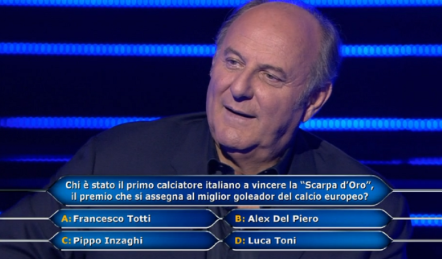 Chi è stato il primo calciatore italiano a vincere la “Scarpa d'Oro”,
il premio che si assegna al miglior goleador del calcio europeo?
A: Francesco Totti
B: Alex Del Piero
C: Pippo Inzaghi
D: Luca Toni